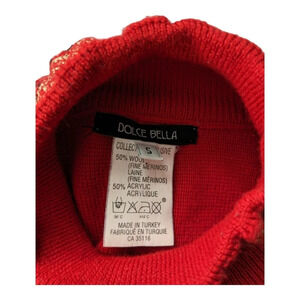 DOLCE BELLA
S
50% WOOL
(FINE MERINOS)
LAINE
(FINE MÉRINOS)
50% ACRYLIC
ACRYLIQUE
MADE IN TURKEY
FABRIQUÉ EN TURQUIE
CA 35116